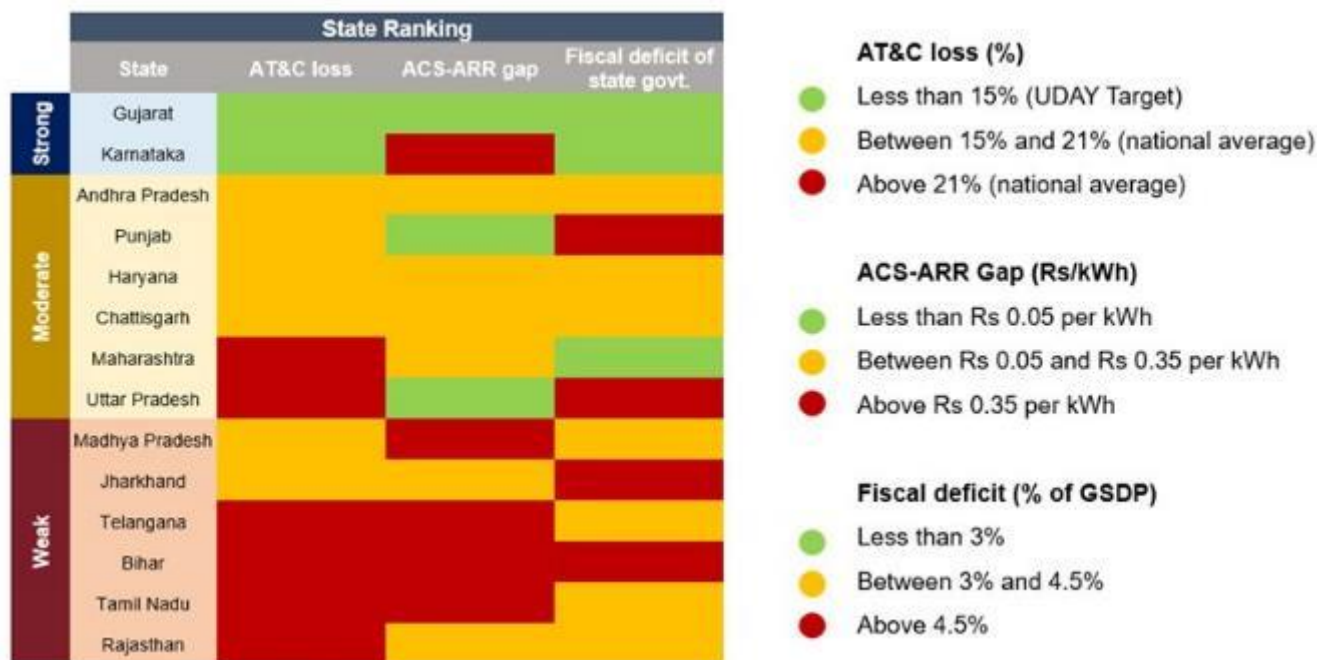 State Ranking
State AT&C loss ACS-ARR gap Fiscal deficit of
state govt.
Strong
Gujarat
Karnataka
Moderate
Andhra Pradesh
Punjab
Haryana
Chattisgarh
Maharashtra
Uttar Pradesh
Weak
Madhya Pradesh
Jharkhand
Telangana
Bihar
Tamil Nadu
Rajasthan
AT&C loss (%)
Less than 15% (UDAY Target)
Between 15% and 21% (national average)
Above 21% (national average)
ACS-ARR Gap (Rs/kWh)
Less than Rs 0.05 per kWh
Between Rs 0.05 and Rs 0.35 per kWh
Above Rs 0.35 per kWh
Fiscal deficit (% of GSDP)
Less than 3%
Between 3% and 4.5%
Above 4.5%